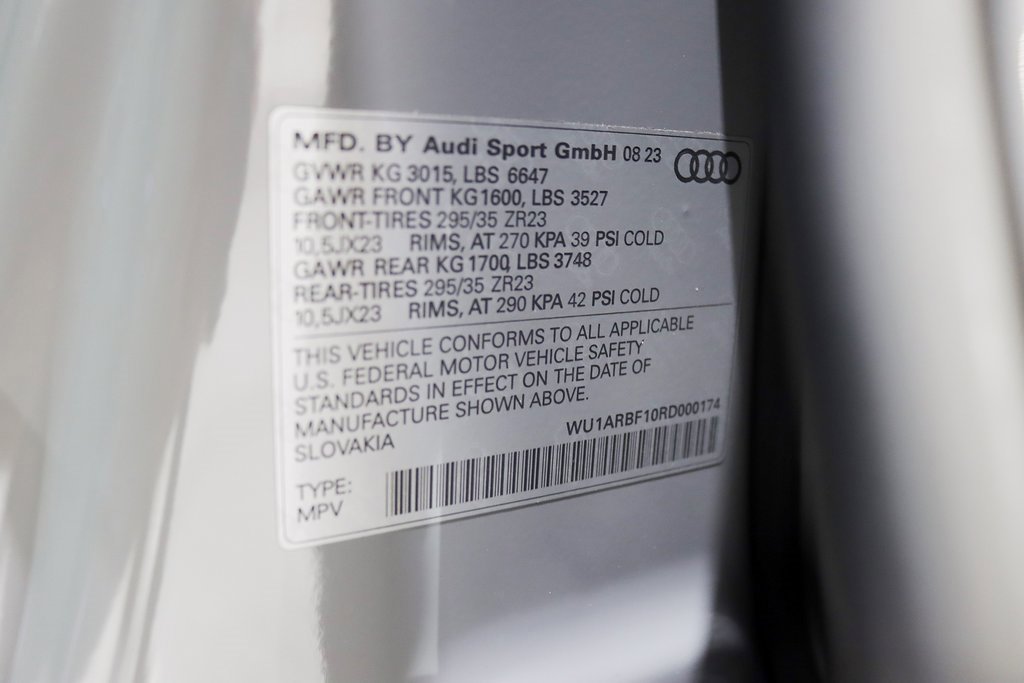 MFD. BY Audi Sport GmbH 08 23
GVWR KG 3015, LBS 6647
GAWR FRONT KG1600, LBS 3527
FRONT-TIRES 295/35 ZR23
10,5JX23 RIMS, AT 270 KPA 39 PSI COLD
GAWR REAR KG 1700, LBS 3748
REAR-TIRES 295/35 ZR23
10,5JX23 RIMS, AT 290 KPA 42 PSI COLD
THIS VEHICLE CONFORMS TO ALL APPLICABLE
U.S. FEDERAL MOTOR VEHICLE SAFETY
STANDARDS IN EFFECT ON THE DATE OF
MANUFACTURE SHOWN ABOVE.
SLOVAKIA
WU1ARBF10RD000174
TYPE:
MPV